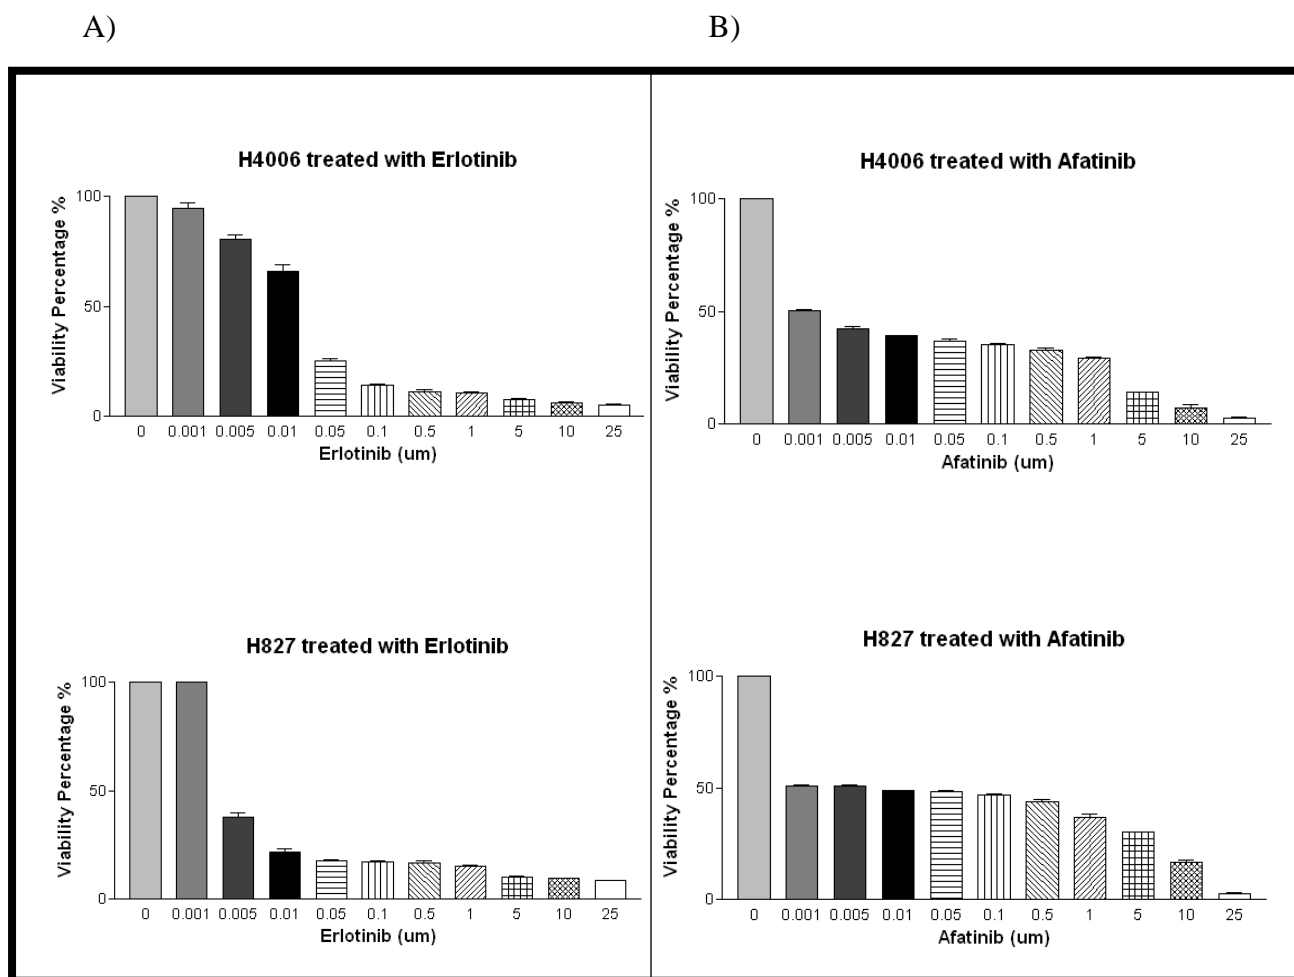 A)
B)
H4006 treated with Erlotinib
Viability Percentage %
100
50
0
0 0.001 0.005 0.01 0.05 0.1 0.5 1 5 10 25
Erlotinib (um)
H4006 treated with Afatinib
Viability Percentage %
100
50
0
0 0.001 0.005 0.01 0.05 0.1 0.5 1 5 10 25
Afatinib (um)
H827 treated with Erlotinib
Viability Percentage %
100
50
0
0 0.001 0.005 0.01 0.05 0.1 0.5 1 5 10 25
Erlotinib (um)
H827 treated with Afatinib
Viability Percentage %
100
50
0
0 0.001 0.005 0.01 0.05 0.1 0.5 1 5 10 25
Afatinib (um)